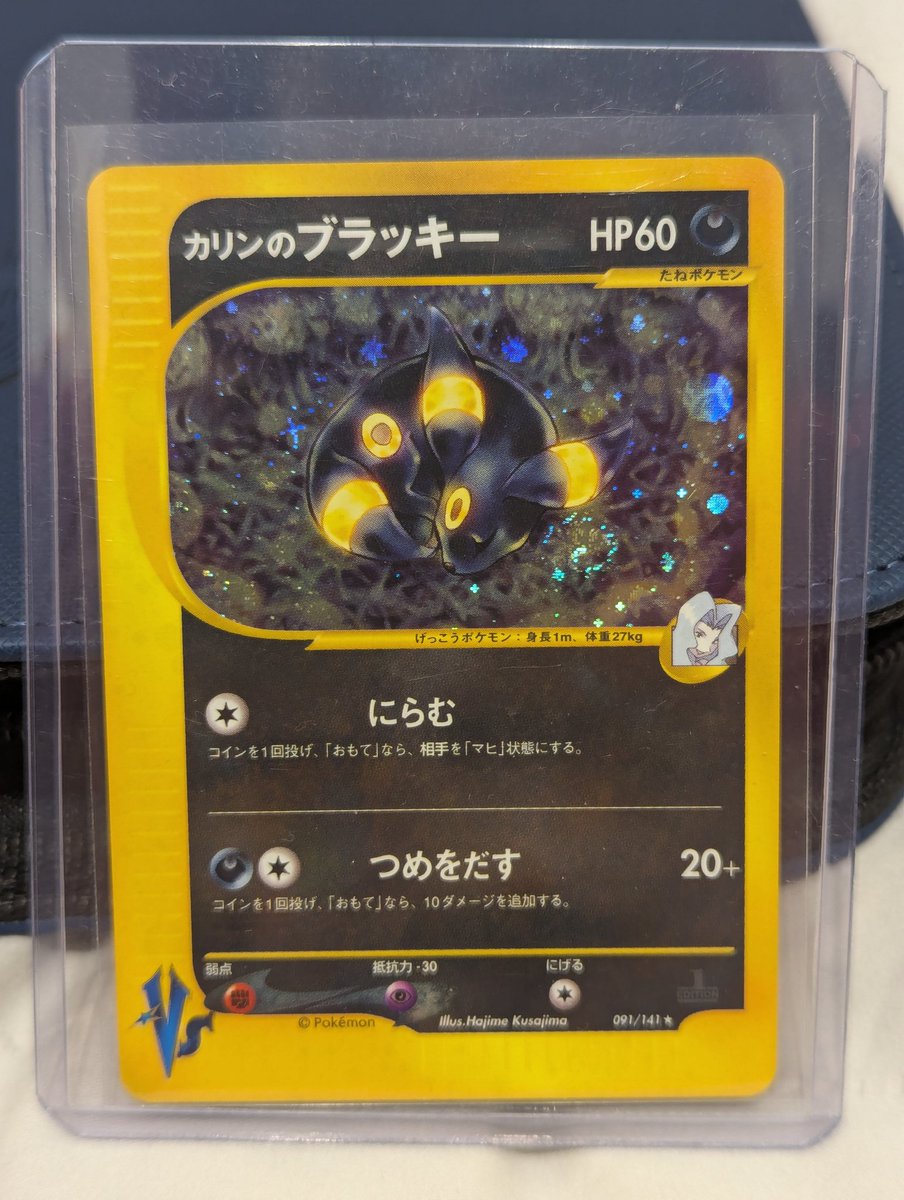 カリンのブラッキー HP60
たねポケモン
げっこうポケモン：身長1m、体重27kg
にらむ
コインを1回投げ、「おもて」なら、相手を「マヒ」状態にする。
つめをだす 20+
コインを1回投げ、「おもて」なら、10ダメージを追加する。
弱点 抵抗力-30 にげる
1 EDITION
VS
©Pokémon Illus.Hajime Kusajima 091/141★